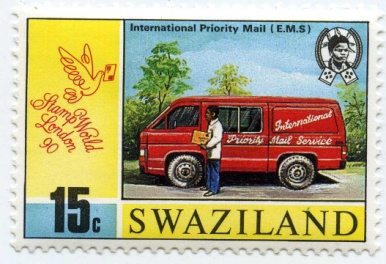 International Priority Mail (E.M.S)
Stamp World
London
90
International
Priority Mail Service
15c
SWAZILAND